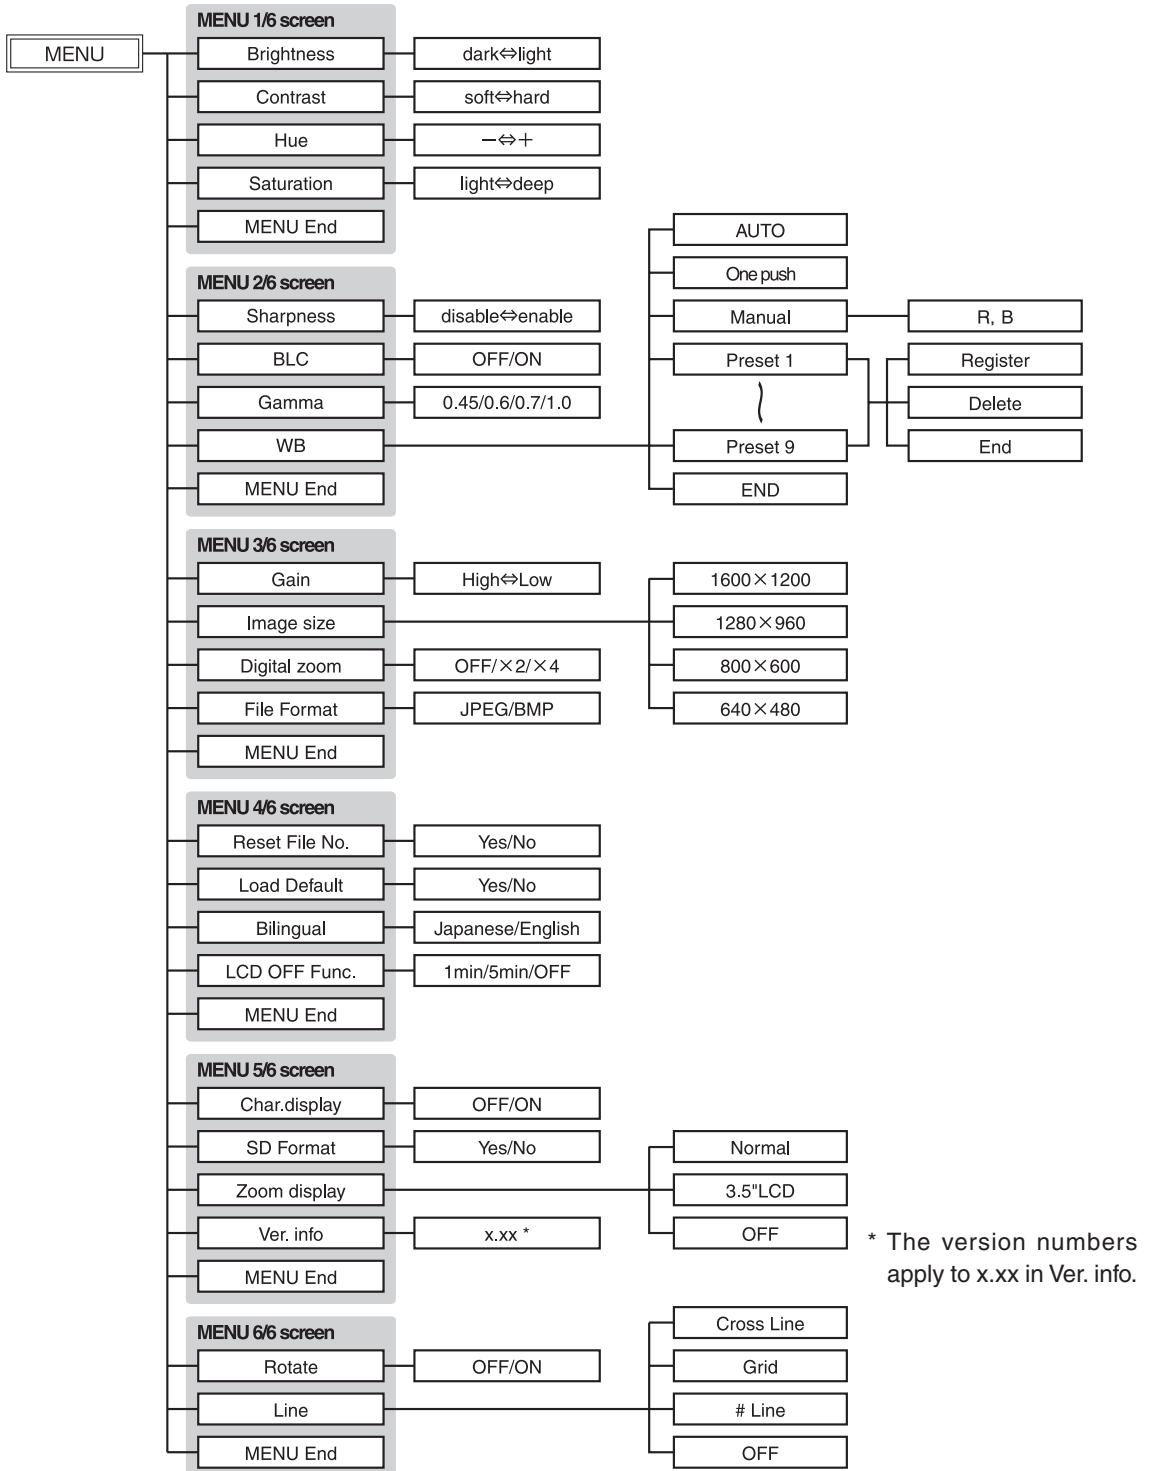 MENU
MENU 1/6 screen
Brightness dark⇔light
Contrast soft⇔hard
Hue −⇔+
Saturation light⇔deep
MENU End
AUTO
One push
MENU 2/6 screen
Sharpness disable⇔enable Manual R, B
BLC OFF/ON Preset 1 Register
Gamma 0.45/0.6/0.7/1.0 Delete
WB Preset 9 End
MENU End END
MENU 3/6 screen
Gain High⇔Low 1600×1200
Image size 1280×960
Digital zoom OFF/×2/×4 800×600
File Format JPEG/BMP 640×480
MENU End
MENU 4/6 screen
Reset File No. Yes/No
Load Default Yes/No
Bilingual Japanese/English
LCD OFF Func. 1min/5min/OFF
MENU End
MENU 5/6 screen
Char.display OFF/ON
SD Format Yes/No Normal
Zoom display 3.5"LCD
Ver. info x.xx * OFF
MENU End
* The version numbers
apply to x.xx in Ver. info.
MENU 6/6 screen
Cross Line
Rotate OFF/ON Grid
Line # Line
MENU End OFF